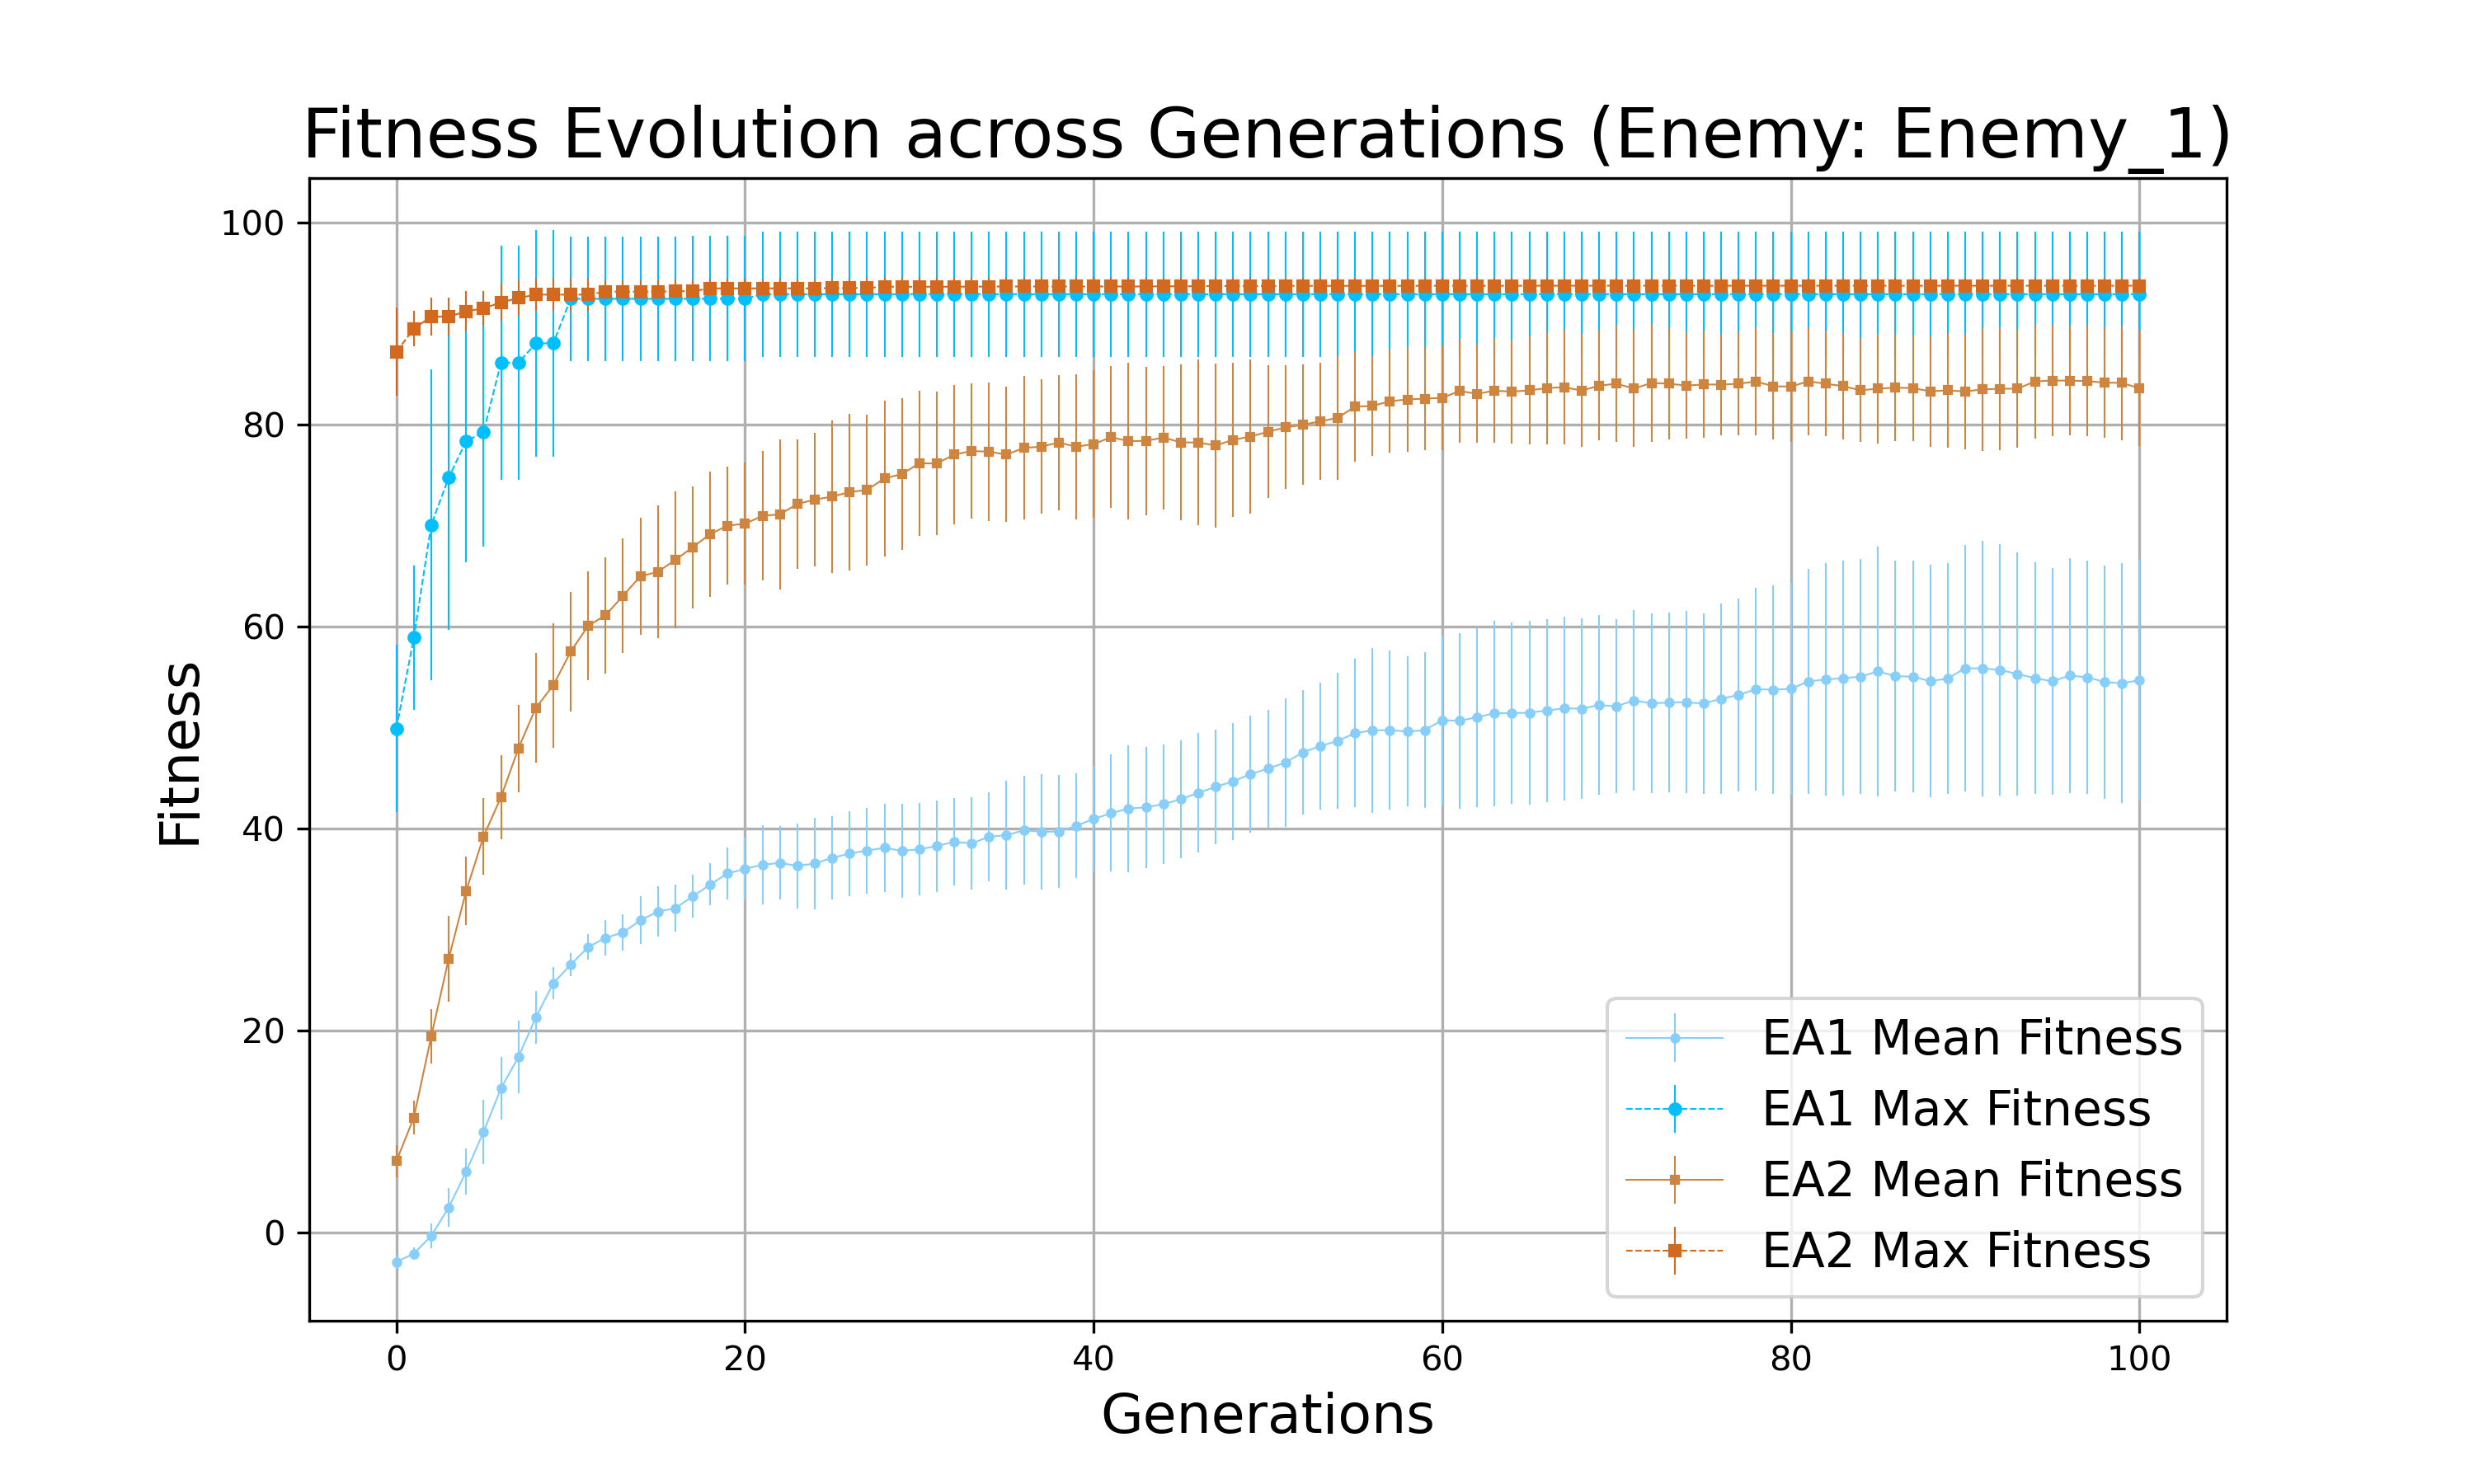 Fitness Evolution across Generations (Enemy: Enemy_1)
100
80
60
40
20
0
Fitness
0 20 40 60 80 100
Generations
EA1 Mean Fitness
EA1 Max Fitness
EA2 Mean Fitness
EA2 Max Fitness